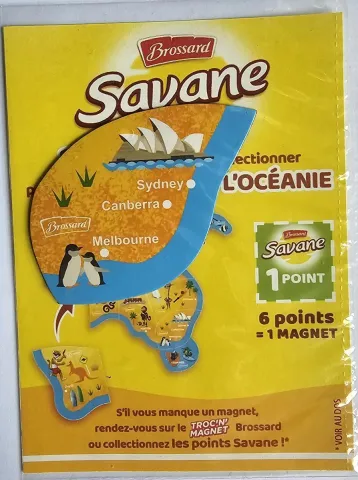 Brossard
Savane
ectionner
L'OCÉANIE
Sydney
Canberra
Brossard
Melbourne
Brossard
Savane
1 POINT
6 points
= 1 MAGNET
S'il vous manque un magnet,
rendez-vous sur le TROC'N' MAGNET Brossard
ou collectionnez les points Savane !*
* VOIR AU DOS